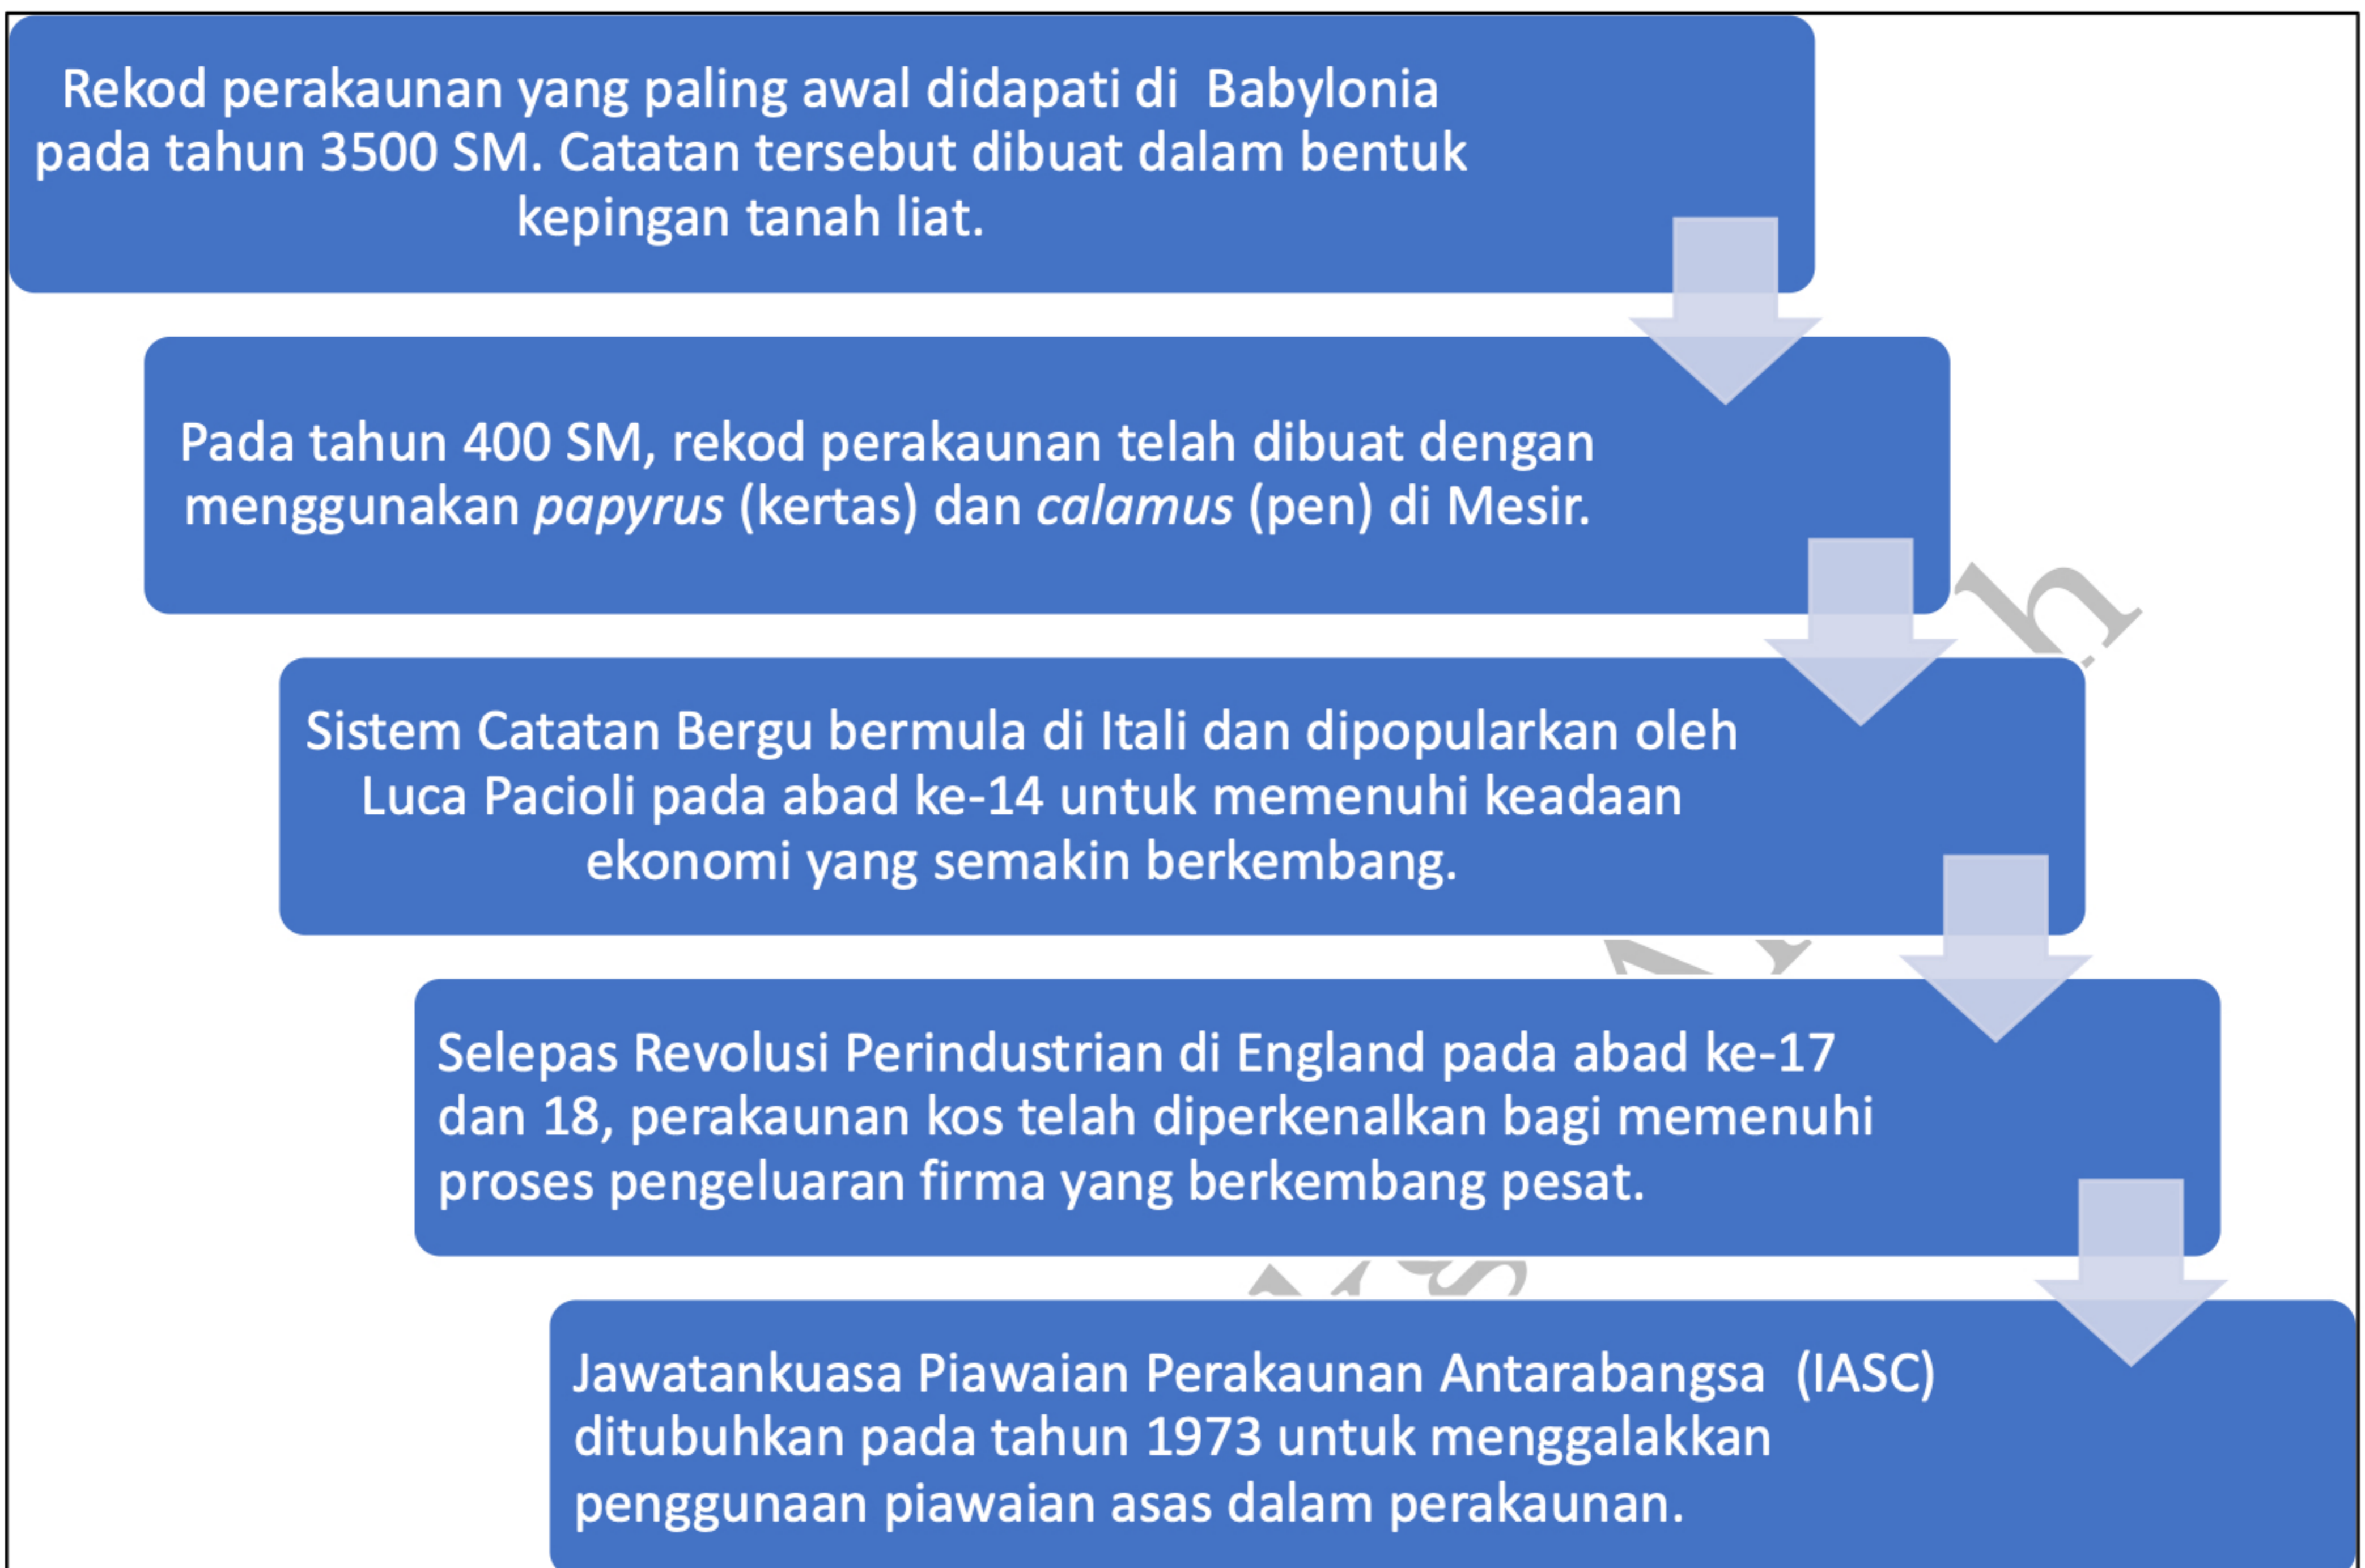 Rekod perakaunan yang paling awal didapati di Babylonia
pada tahun 3500 SM. Catatan tersebut dibuat dalam bentuk
kepingan tanah liat.
Pada tahun 400 SM, rekod perakaunan telah dibuat dengan
menggunakan papyrus (kertas) dan calamus (pen) di Mesir.
Sistem Catatan Bergu bermula di Itali dan dipopularkan oleh
Luca Pacioli pada abad ke-14 untuk memenuhi keadaan
ekonomi yang semakin berkembang.
Selepas Revolusi Perindustrian di England pada abad ke-17
dan 18, perakaunan kos telah diperkenalkan bagi memenuhi
proses pengeluaran firma yang berkembang pesat.
Jawatankuasa Piawaian Perakaunan Antarabangsa (IASC)
ditubuhkan pada tahun 1973 untuk menggalakkan
penggunaan piawaian asas dalam perakaunan.